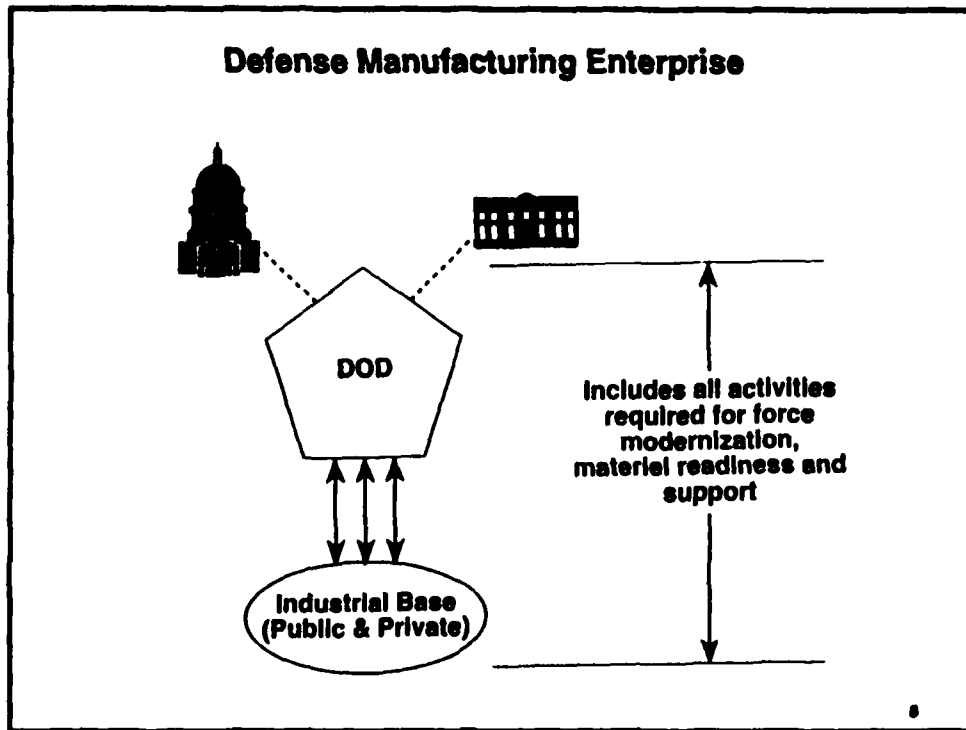 Defense Manufacturing Enterprise
DOD
Includes all activities
required for force
modernization,
materiel readiness and
support
Industrial Base
(Public & Private)